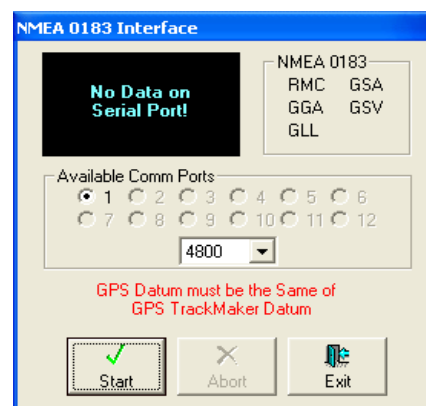 NMEA 0183 Interface
No Data on
Serial Port!
NMEA 0183
RMC GSA
GGA GSV
GLL
Available Comm Ports
1 2 3 4 5 6
7 8 9 10 11 12
4800
GPS Datum must be the Same of
GPS TrackMaker Datum
Start Abort Exit